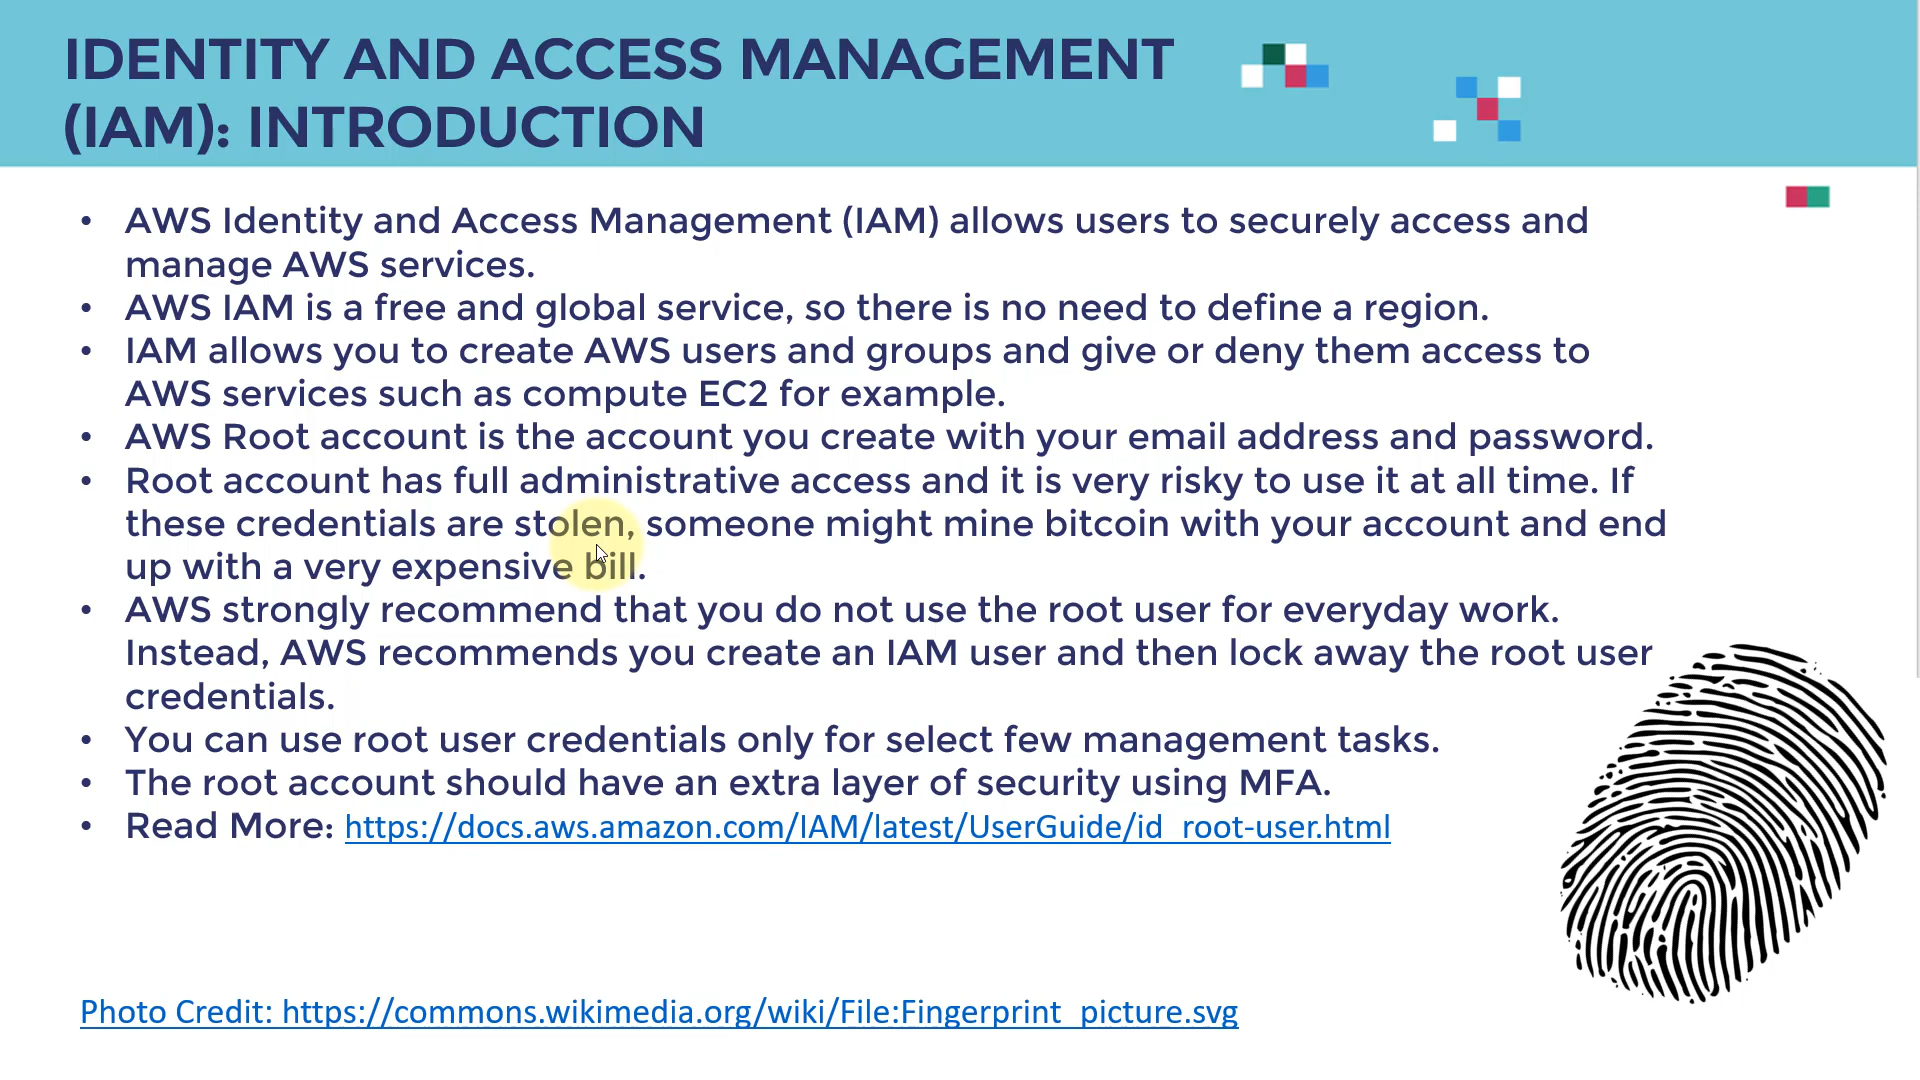 IDENTITY AND ACCESS MANAGEMENT
(IAM): INTRODUCTION
• AWS Identity and Access Management (IAM) allows users to securely access and
manage AWS services.
• AWS IAM is a free and global service, so there is no need to define a region.
• IAM allows you to create AWS users and groups and give or deny them access to
AWS services such as compute EC2 for example.
• AWS Root account is the account you create with your email address and password.
• Root account has full administrative access and it is very risky to use it at all time. If
these credentials are stolen, someone might mine bitcoin with your account and end
up with a very expensive bill.
• AWS strongly recommend that you do not use the root user for everyday work.
Instead, AWS recommends you create an IAM user and then lock away the root user
credentials.
• You can use root user credentials only for select few management tasks.
• The root account should have an extra layer of security using MFA.
• Read More: https://docs.aws.amazon.com/IAM/latest/UserGuide/id_root-user.html
Photo Credit: https://commons.wikimedia.org/wiki/File:Fingerprint_picture.svg